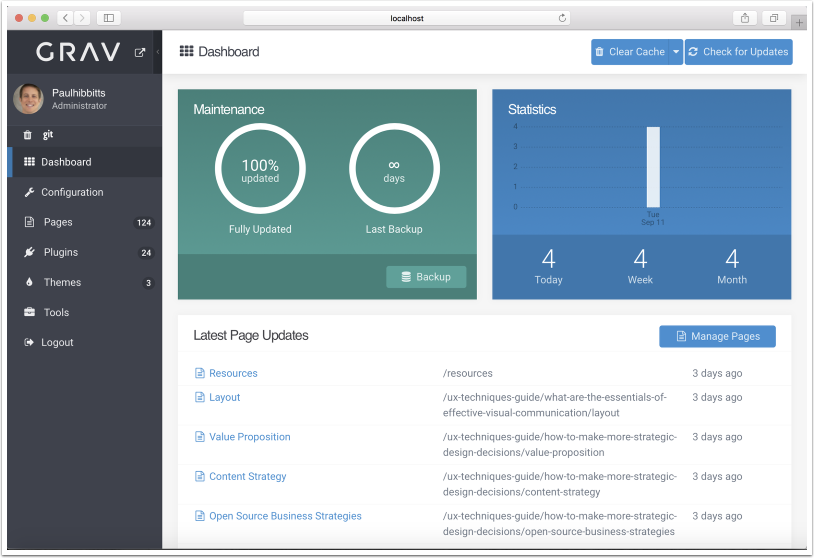 localhost
GRAV
Dashboard
Clear Cache
Check for Updates
Paulhibbitts
Administrator
git
Dashboard
Configuration
Pages 124
Plugins 24
Themes 3
Tools
Logout
Maintenance
100%
updated
Fully Updated
∞
days
Last Backup
Backup
Statistics
4
3
2
1
0
Tue
Sep 11
4
Today
4
Week
4
Month
Latest Page Updates
Manage Pages
Resources /resources 3 days ago
Layout /ux-techniques-guide/what-are-the-essentials-of- 3 days ago
effective-visual-communication/layout
Value Proposition /ux-techniques-guide/how-to-make-more-strategic- 3 days ago
design-decisions/value-proposition
Content Strategy /ux-techniques-guide/how-to-make-more-strategic- 3 days ago
design-decisions/content-strategy
Open Source Business Strategies /ux-techniques-guide/how-to-make-more-strategic- 3 days ago
design-decisions/open-source-business-strategies